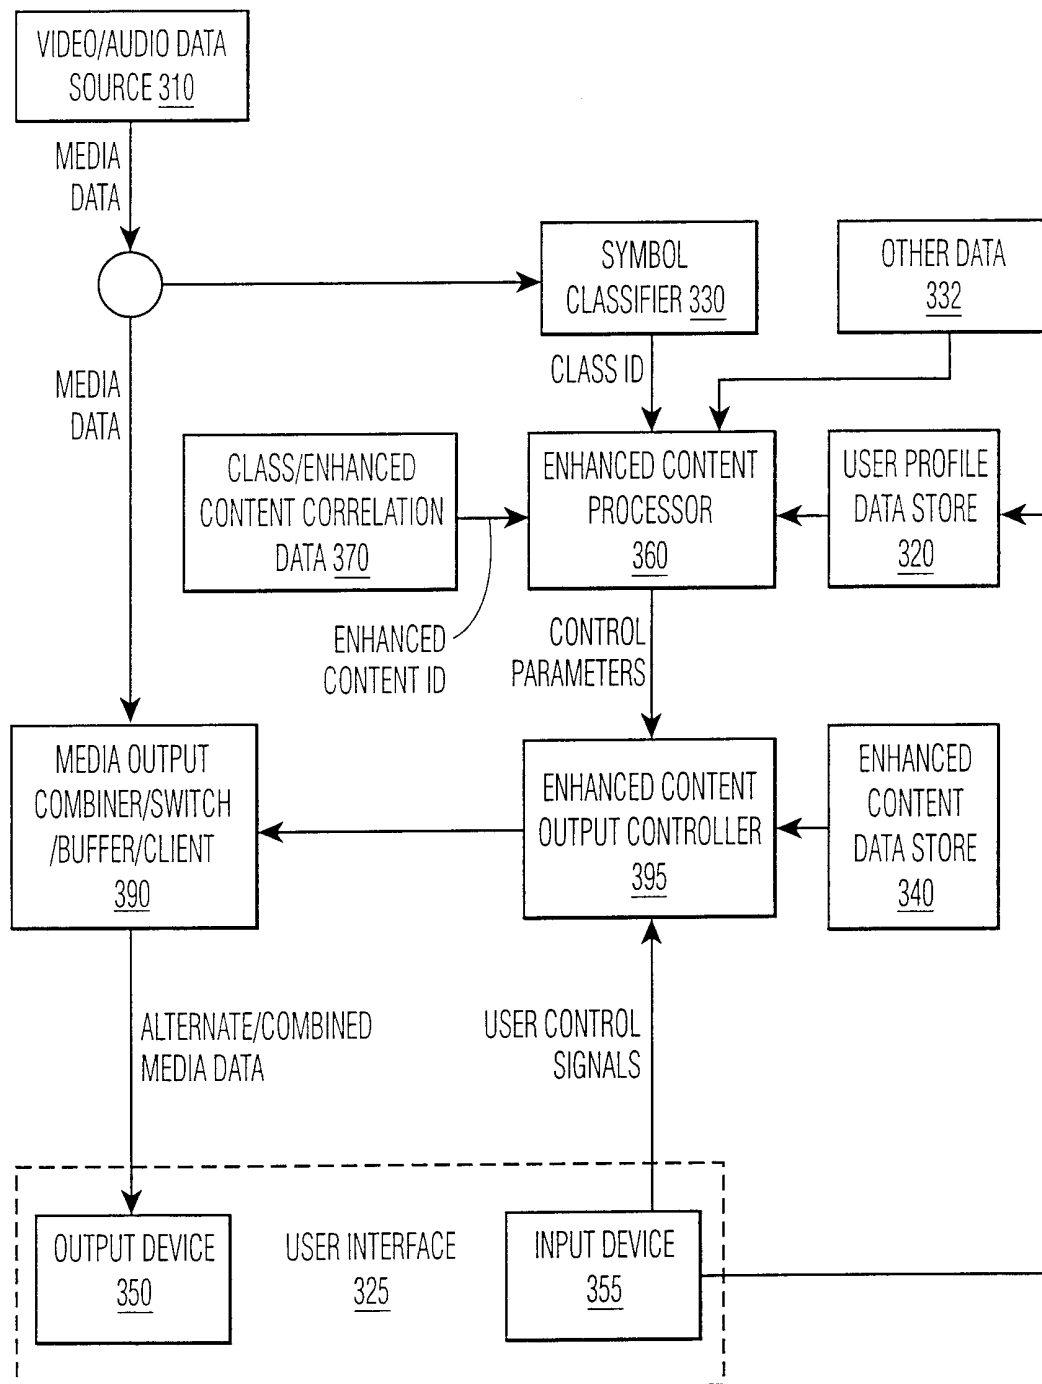 VIDEO/AUDIO DATA
SOURCE 310
MEDIA
DATA
SYMBOL
CLASSIFIER 330
OTHER DATA
332
CLASS ID
MEDIA
DATA
CLASS/ENHANCED
CONTENT CORRELATION
DATA 370
ENHANCED CONTENT
PROCESSOR
360
USER PROFILE
DATA STORE
320
ENHANCED
CONTENT ID
CONTROL
PARAMETERS
MEDIA OUTPUT
COMBINER/SWITCH
/BUFFER/CLIENT
390
ENHANCED CONTENT
OUTPUT CONTROLLER
395
ENHANCED
CONTENT
DATA STORE
340
ALTERNATE/COMBINED
MEDIA DATA
USER CONTROL
SIGNALS
OUTPUT DEVICE
350
USER INTERFACE
325
INPUT DEVICE
355